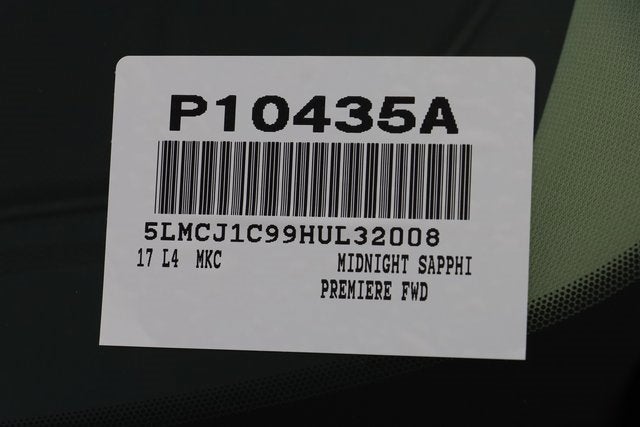 P10435A
5LMCJ1C99HUL32008
17 L4 MKC MIDNIGHT SAPPHI
PREMIERE FWD